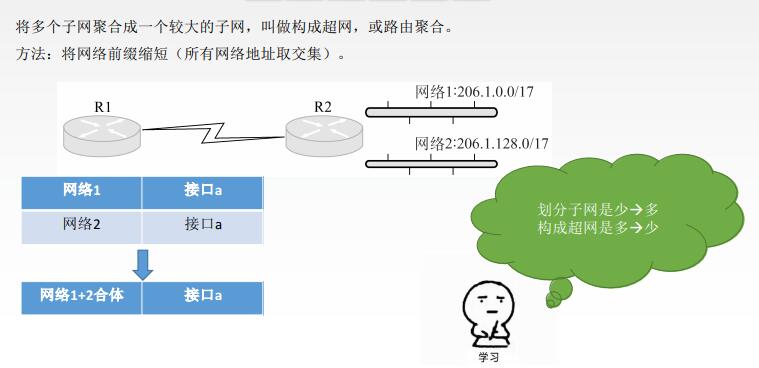 将多个子网聚合成一个较大的子网，叫做构成超网，或路由聚合。
方法：将网络前缀缩短（所有网络地址取交集）。
R1
R2
网络1:206.1.0.0/17
网络2:206.1.128.0/17
网络1 接口a
网络2 接口a
网络1+2合体 接口a
划分子网是少→多
构成超网是多→少
学习